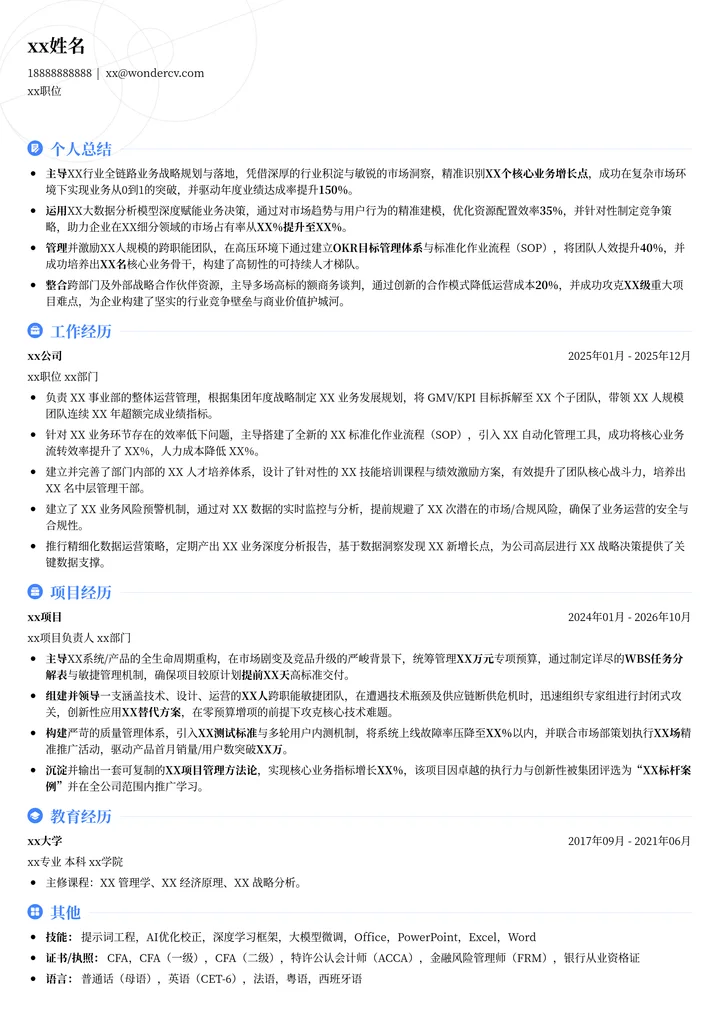 xx姓名
18888888888 | xx@wondercv.com
xx职位
个人总结
主导XX行业全链路业务战略规划与落地，凭借深厚的行业积淀与敏锐的市场洞察，精准识别XX个核心业务增长点，成功在复杂市场环
境下实现业务从0到1的突破，并驱动年度业绩达成率提升150%。
运用XX大数据分析模型深度赋能业务决策，通过对市场趋势与用户行为的精准建模，优化资源配置效率35%，并针对性制定竞争策
略，助力企业在XX细分领域的市场占有率从XX%提升至XX%。
管理并激励XX人规模的跨职能团队，在高压环境下通过建立OKR目标管理体系与标准化作业流程（SOP），将团队人效提升40%，并
成功培养出XX名核心业务骨干，构建了高韧性的可持续人才梯队。
整合跨部门及外部战略合作伙伴资源，主导多场高标的额商务谈判，通过创新的合作模式降低运营成本20%，并成功攻克XX级重大项
目难点，为企业构建了坚实的行业竞争壁垒与商业价值护城河。
工作经历
xx公司 2025年01月 - 2025年12月
xx职位 xx部门
负责 XX 事业部的整体运营管理，根据集团年度战略制定 XX 业务发展规划，将 GMV/KPI 目标拆解至 XX 个子团队，带领 XX 人规模
团队连续 XX 年超额完成业绩指标。
针对 XX 业务环节存在的效率低下问题，主导搭建了全新的 XX 标准化作业流程（SOP），引入 XX 自动化管理工具，成功将核心业务
流转效率提升了 XX%，人力成本降低 XX%。
建立并完善了部门内部的 XX 人才培养体系，设计了针对性的 XX 技能培训课程与绩效激励方案，有效提升了团队核心战斗力，培养出
XX 名中层管理干部。
建立了 XX 业务风险预警机制，通过对 XX 数据的实时监控与分析，提前规避了 XX 次潜在的市场/合规风险，确保了业务运营的安全与
合规性。
推行精细化数据运营策略，定期产出 XX 业务深度分析报告，基于数据洞察发现 XX 新增长点，为公司高层进行 XX 战略决策提供了关
键数据支撑。
项目经历
xx项目 2024年01月 - 2026年10月
xx项目负责人 xx部门
主导XX系统/产品的全生命周期重构，在市场剧变及竞品升级的严峻背景下，统筹管理XX万元专项预算，通过制定详尽的WBS任务分
解表与敏捷管理机制，确保项目较原计划提前XX天高标准交付。
组建并领导一支涵盖技术、设计、运营的XX人跨职能敏捷团队，在遭遇技术瓶颈及供应链断供危机时，迅速组织专家组进行封闭式攻
关，创新性应用XX替代方案，在零预算增项的前提下攻克核心技术难题。
构建严苛的质量管理体系，引入XX测试标准与多轮用户内测机制，将系统上线故障率压降至XX%以内，并联合市场部策划执行XX场精
准推广活动，驱动产品首月销量/用户数突破XX万。
沉淀并输出一套可复制的XX项目管理方法论，实现核心业务指标增长XX%，该项目因卓越的执行力与创新性被集团评选为“XX标杆案
例”并在全公司范围内推广学习。
教育经历
xx大学 2017年09月 - 2021年06月
xx专业 本科 xx学院
主修课程：XX 管理学、XX 经济原理、XX 战略分析。
其他
技能： 提示词工程，AI优化校正，深度学习框架，大模型微调，Office，PowerPoint，Excel，Word
证书/执照： CFA，CFA（一级），CFA（二级），特许公认会计师（ACCA），金融风险管理师（FRM），银行从业资格证
语言： 普通话（母语），英语（CET-6），法语，粤语，西班牙语